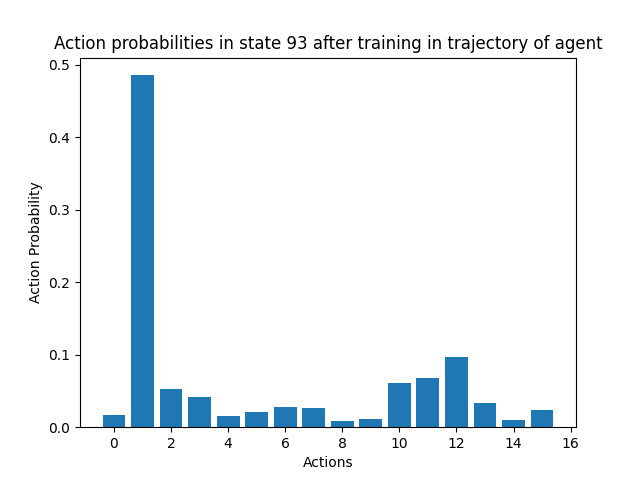 Action probabilities in state 93 after training in trajectory of agent
0.5
0.4
0.3
0.2
0.1
0.0
Action Probability
0 2 4 6 8 10 12 14 16
Actions